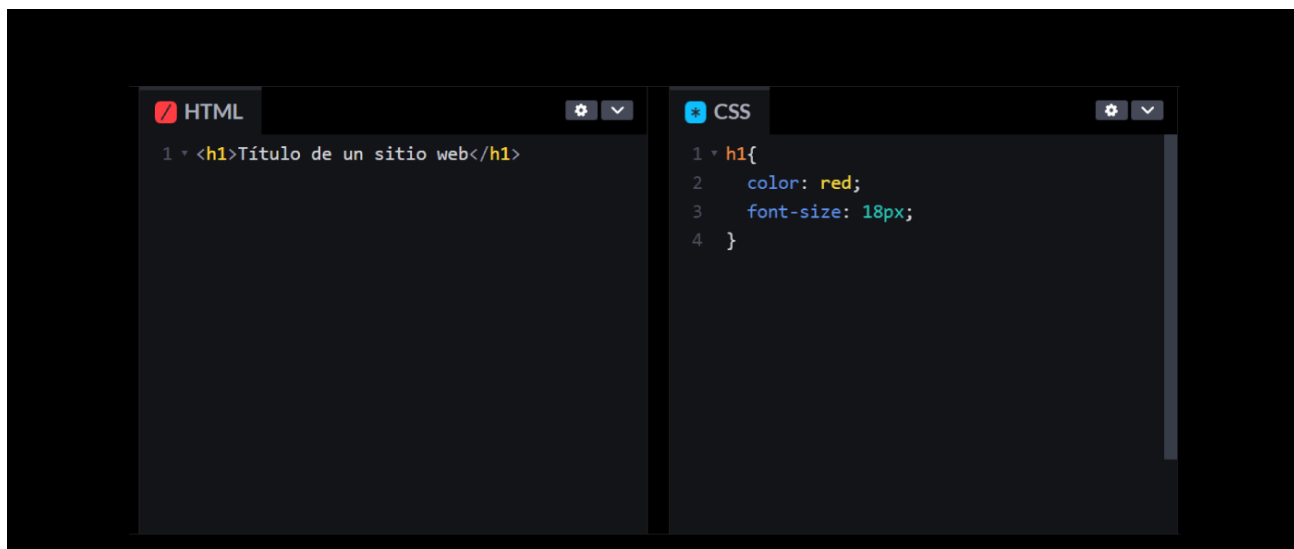 HTML
1 <h1>Título de un sitio web</h1>
CSS
1 h1{
2 color: red;
3 font-size: 18px;
4 }